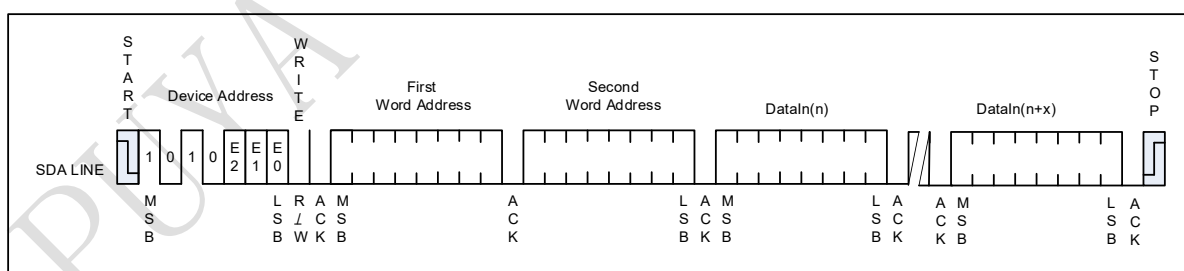 START
WRITE
STOP
Device Address
First
Word Address
Second
Word Address
DataIn(n)
DataIn(n+x)
SDA LINE
1 0 1 0 E2 E1 E0
MSB
LSB
R/W
ACK
MSB
ACK
LSB
ACK
MSB
LSB
ACK
ACK
MSB
LSB
ACK
PUYA